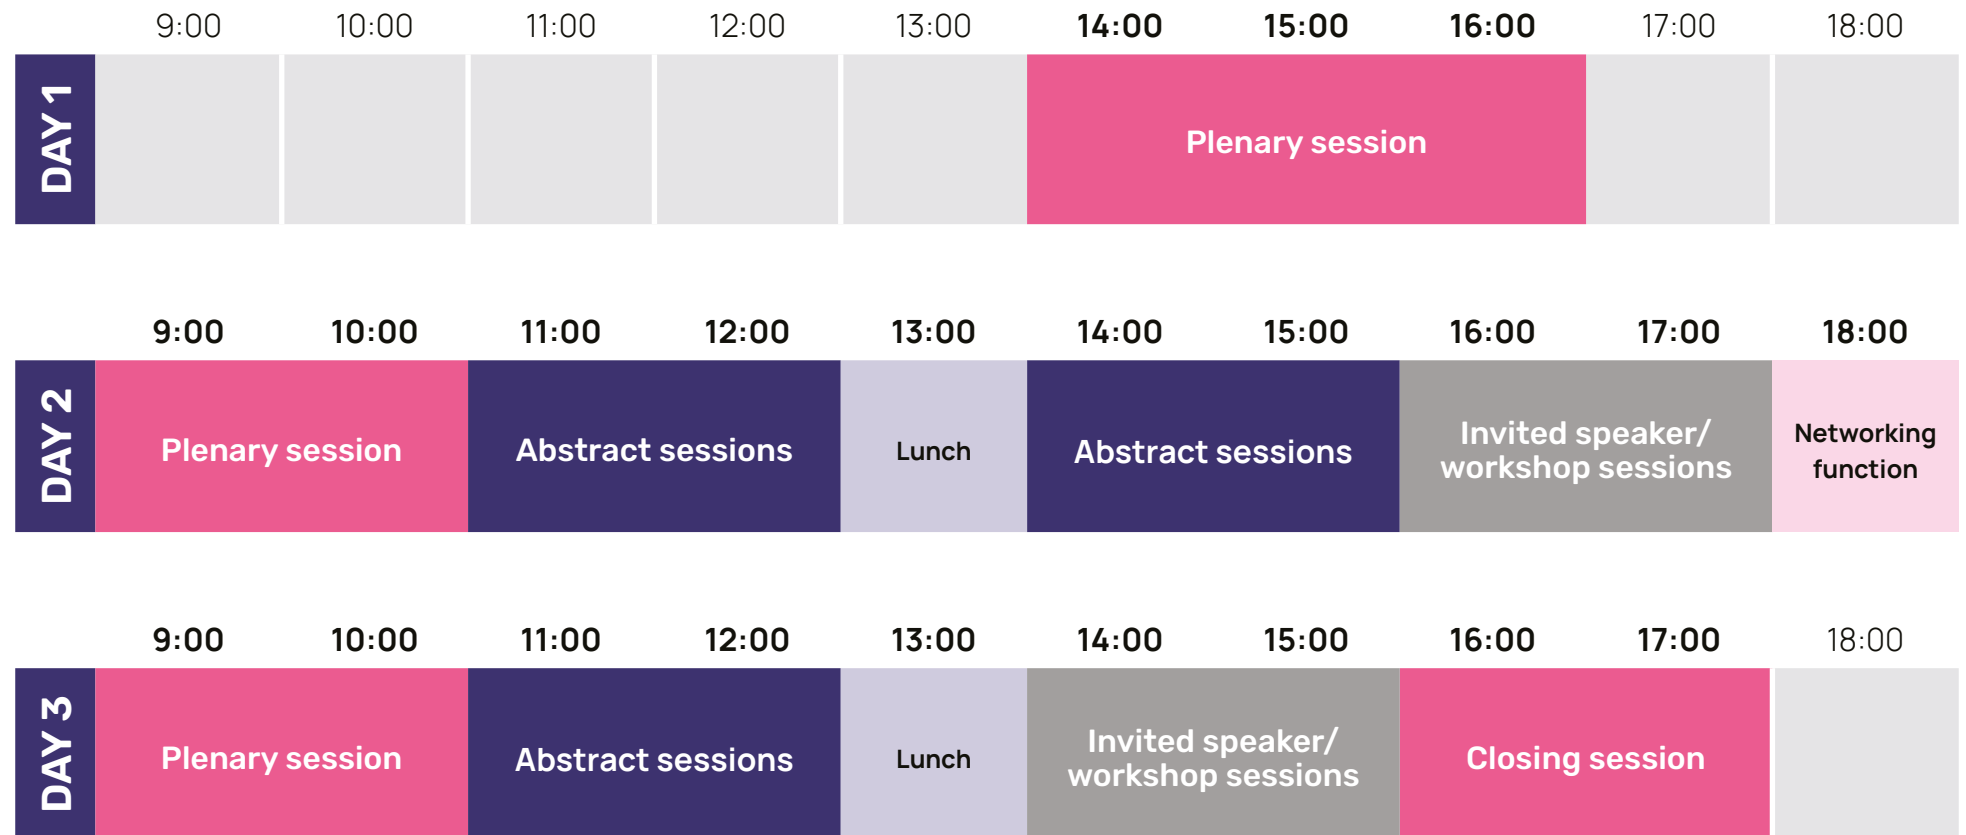 9:00 10:00 11:00 12:00 13:00 14:00 15:00 16:00 17:00 18:00
DAY 1
Plenary session
9:00 10:00 11:00 12:00 13:00 14:00 15:00 16:00 17:00 18:00
DAY 2
Plenary session
Abstract sessions
Lunch
Abstract sessions
Invited speaker/
workshop sessions
Networking
function
9:00 10:00 11:00 12:00 13:00 14:00 15:00 16:00 17:00 18:00
DAY 3
Plenary session
Abstract sessions
Lunch
Invited speaker/
workshop sessions
Closing session